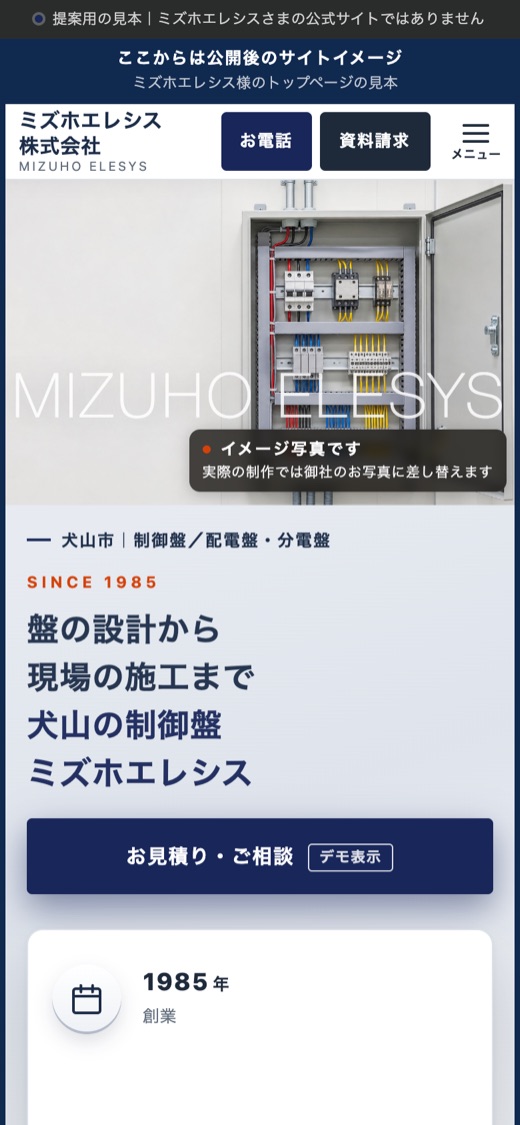 提案用の見本｜ミズホエレシスさまの公式サイトではありません
ここからは公開後のサイトイメージ
ミズホエレシス様のトップページの見本
ミズホエレシス
株式会社
MIZUHO ELESYS
お電話
資料請求
メニュー
MIZUHO ELESYS
イメージ写真です
実際の制作では御社のお写真に差し替えます
犬山市｜制御盤／配電盤・分電盤
SINCE 1985
盤の設計から
現場の施工まで
犬山の制御盤
ミズホエレシス
お見積り・ご相談 デモ表示
1985年
創業